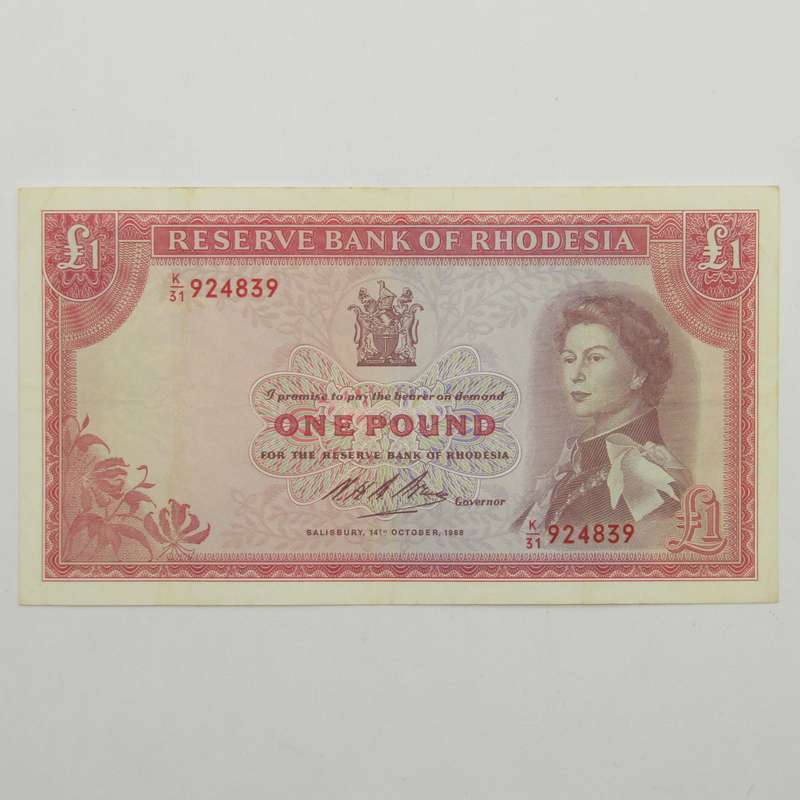 £1 RESERVE BANK OF RHODESIA £1
K/31 924839
I promise to pay the bearer on demand
ONE POUND
FOR THE RESERVE BANK OF RHODESIA
Governor
SALISBURY, 14TH OCTOBER, 1968
K/31 924839
£1